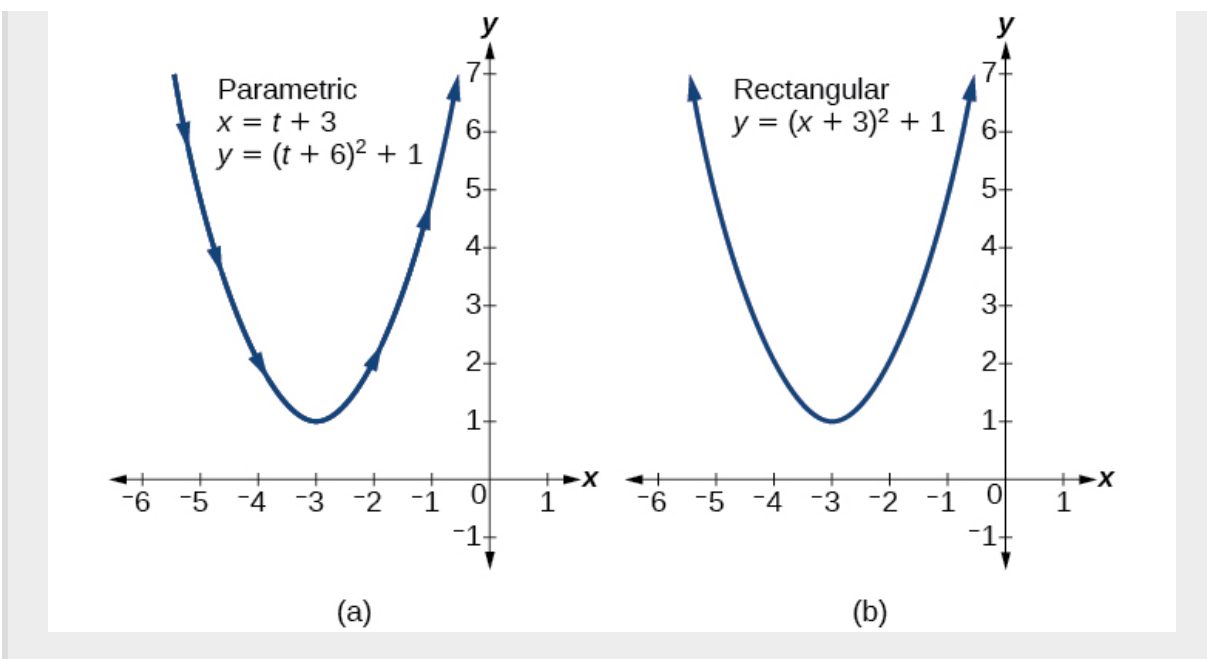 y
7
Parametric
x = t + 3
y = (t + 6)² + 1
6
5
4
3
2
1
x
⁻6 ⁻5 ⁻4 ⁻3 ⁻2 ⁻1 0 1
⁻1
(a)
y
7
Rectangular
y = (x + 3)² + 1
6
5
4
3
2
1
x
⁻6 ⁻5 ⁻4 ⁻3 ⁻2 ⁻1 0 1
⁻1
(b)